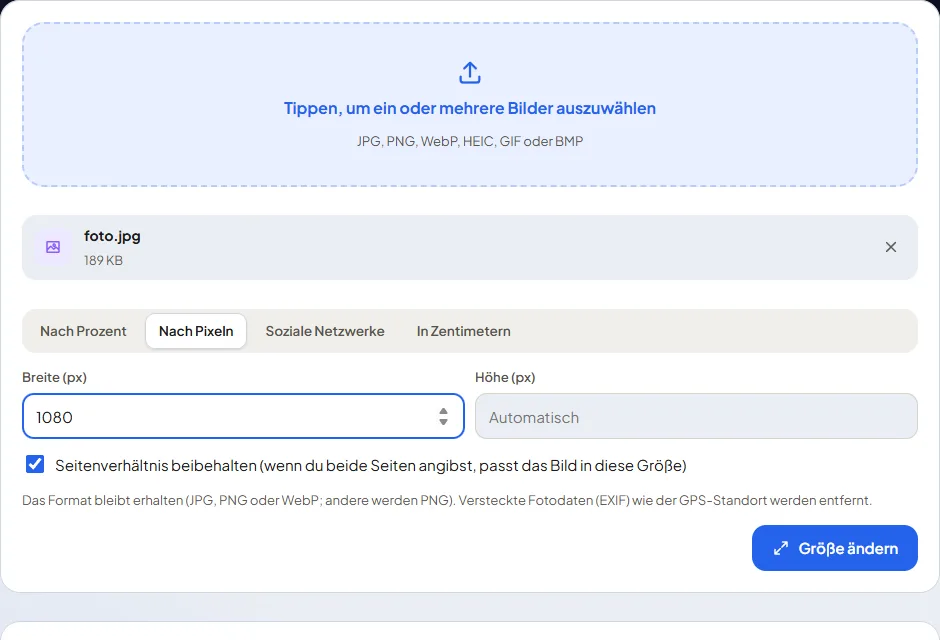 Tippen, um ein oder mehrere Bilder auszuwählen
JPG, PNG, WebP, HEIC, GIF oder BMP
foto.jpg
189 KB
Nach Prozent
Nach Pixeln
Soziale Netzwerke
In Zentimetern
Breite (px)
Höhe (px)
1080
Automatisch
Seitenverhältnis beibehalten (wenn du beide Seiten angibst, passt das Bild in diese Größe)
Das Format bleibt erhalten (JPG, PNG oder WebP; andere werden PNG). Versteckte Fotodaten (EXIF) wie der GPS-Standort werden entfernt.
Größe ändern